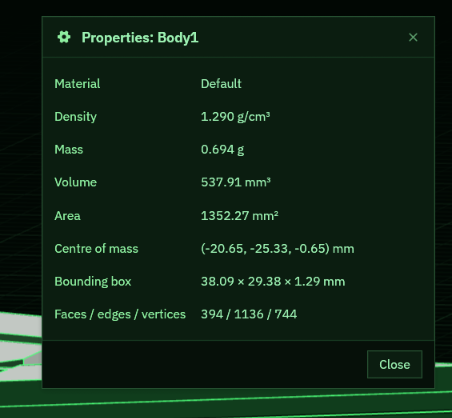 Properties: Body1
Material Default
Density 1.290 g/cm³
Mass 0.694 g
Volume 537.91 mm³
Area 1352.27 mm²
Centre of mass (-20.65, -25.33, -0.65) mm
Bounding box 38.09 × 29.38 × 1.29 mm
Faces / edges / vertices 394 / 1136 / 744
Close